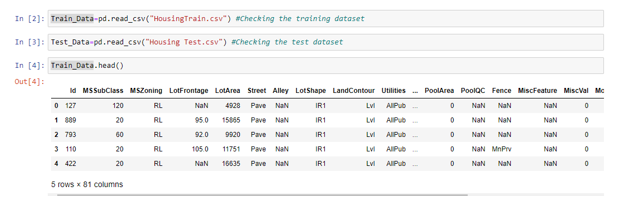 In [2]: Train_Data=pd.read_csv("HousingTrain.csv") #Checking the training dataset
In [3]: Test_Data=pd.read_csv("Housing Test.csv") #Checking the test dataset
In [4]: Train_Data.head()
Out[4]:
Id MSSubClass MSZoning LotFrontage LotArea Street Alley LotShape LandContour Utilities ... PoolArea PoolQC Fence MiscFeature MiscVal Mo
0 127 120 RL NaN 4928 Pave NaN IR1 Lvl AllPub ... 0 NaN NaN NaN 0
1 889 20 RL 95.0 15865 Pave NaN IR1 Lvl AllPub ... 0 NaN NaN NaN 0
2 793 60 RL 92.0 9920 Pave NaN IR1 Lvl AllPub ... 0 NaN NaN NaN 0
3 110 20 RL 105.0 11751 Pave NaN IR1 Lvl AllPub ... 0 NaN MnPrv NaN 0
4 422 20 RL NaN 16635 Pave NaN IR1 Lvl AllPub ... 0 NaN NaN NaN 0
5 rows × 81 columns